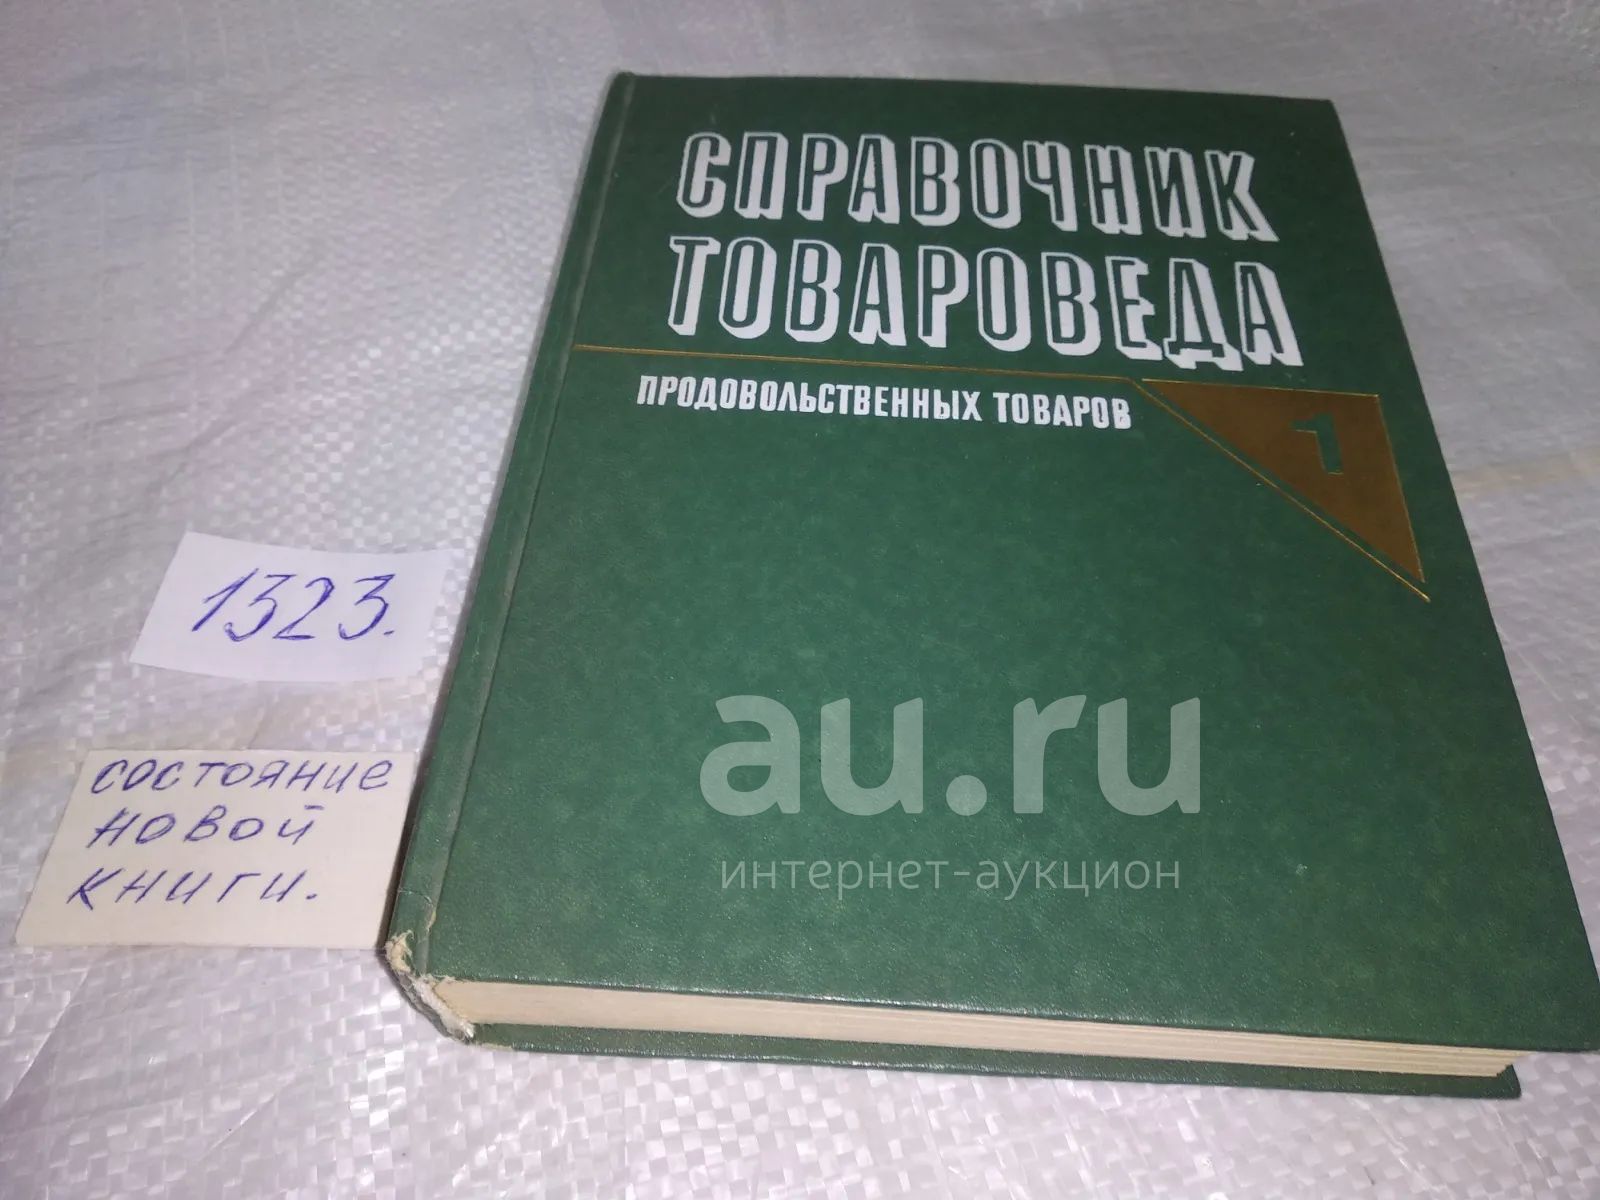 СПРАВОЧНИК
ТОВАРОВЕДА
ПРОДОВОЛЬСТВЕННЫХ ТОВАРОВ
1
1323.
СОСТОЯНИЕ
НОВОЙ
КНИГИ.
au.ru
интернет-аукцион